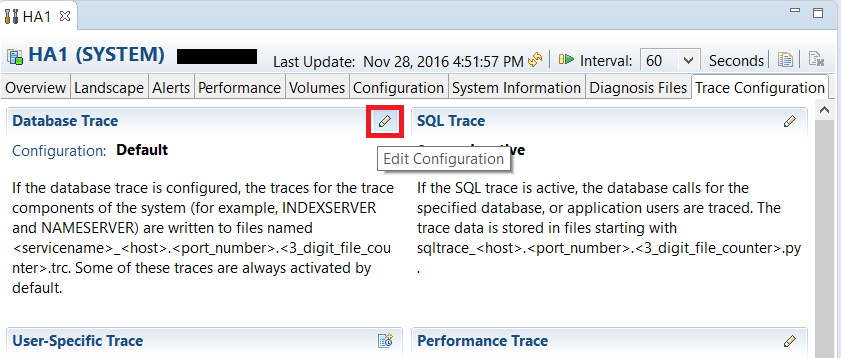 HA1
HA1 (SYSTEM) Last Update: Nov 28, 2016 4:51:57 PM Interval: 60 Seconds
Overview Landscape Alerts Performance Volumes Configuration System Information Diagnosis Files Trace Configuration
Database Trace
Configuration: Default
Edit Configuration
If the database trace is configured, the traces for the trace
components of the system (for example, INDEXSERVER
and NAMESERVER) are written to files named
<servicename>_<host>.<port_number>.<3_digit_file_cou
nter>.trc. Some of these traces are always activated by
default.
SQL Trace
If the SQL trace is active, the database calls for the
specified database, or application users are traced. The
trace data is stored in files starting with
sqltrace_<host>.<port_number>.<3_digit_file_counter>.py
.
User-Specific Trace
Performance Trace